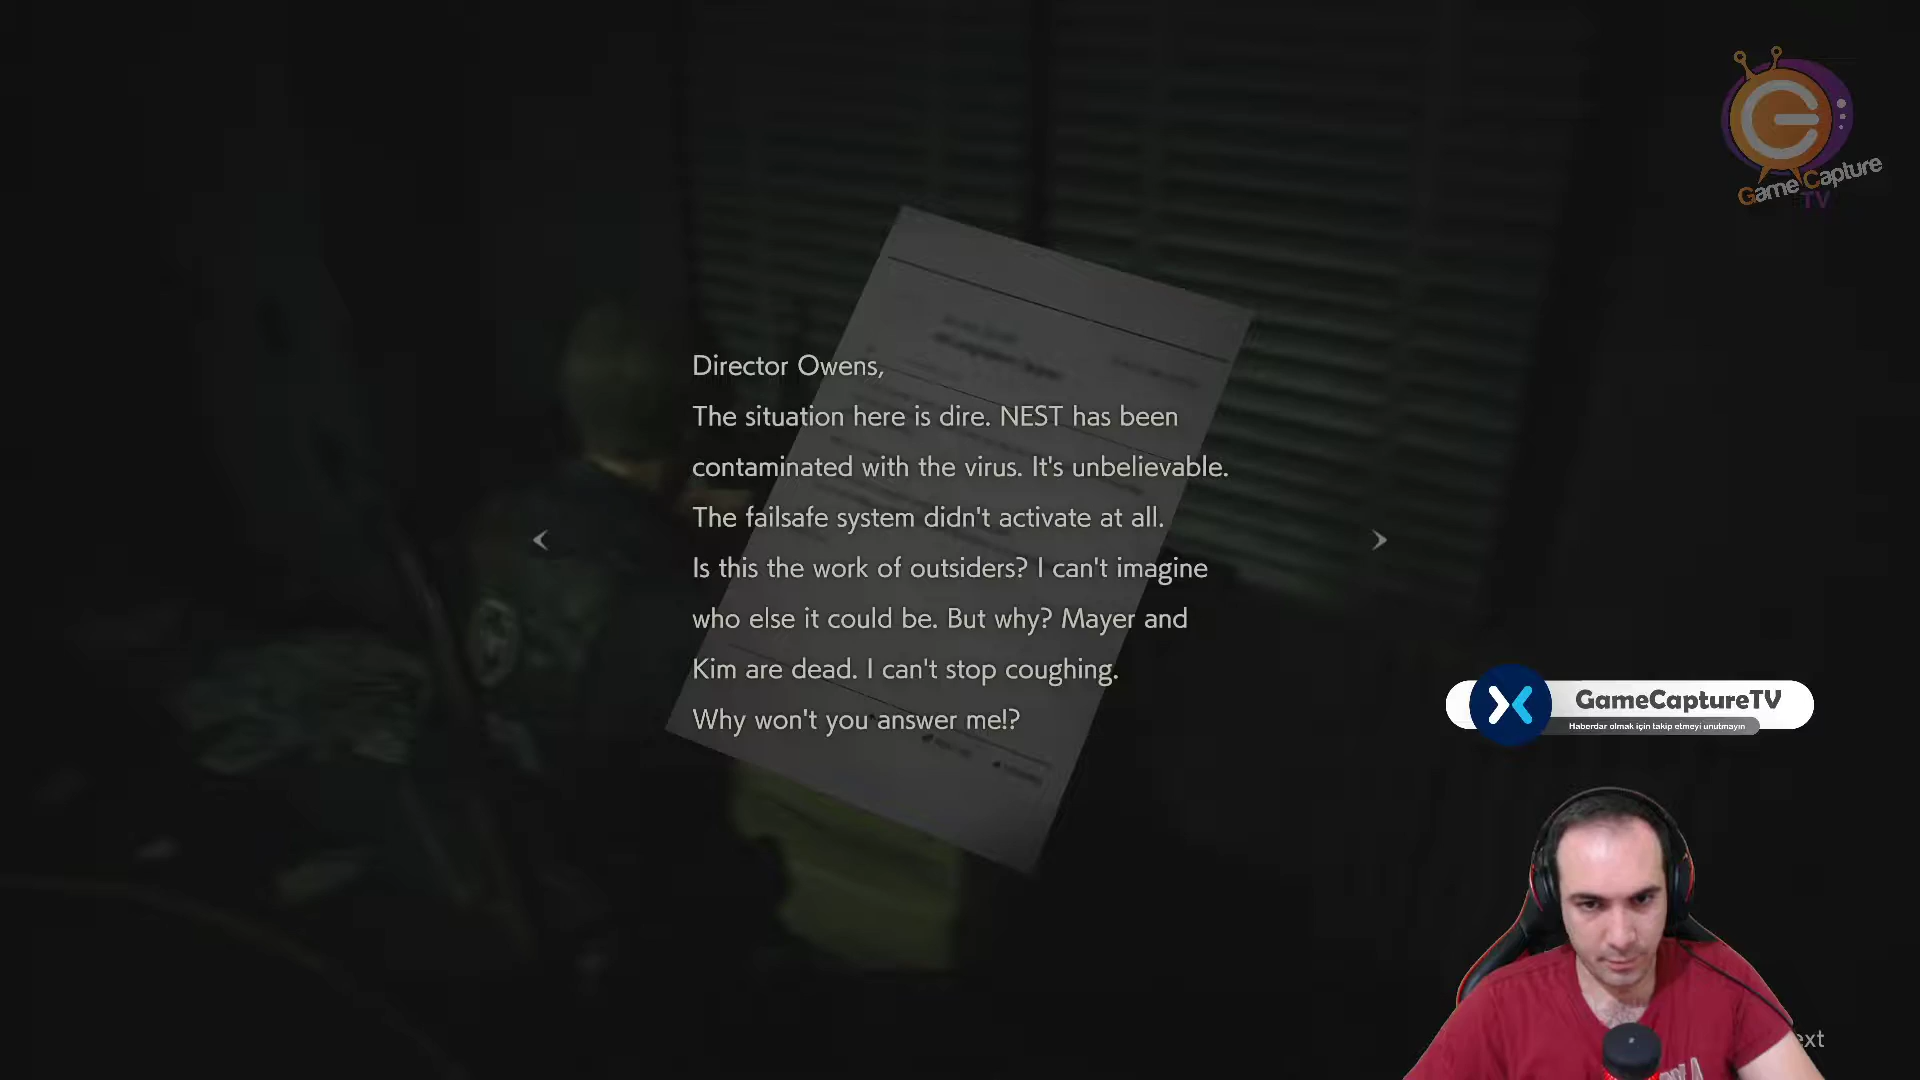 Game Capture
TV
Director Owens,
The situation here is dire. NEST has been
contaminated with the virus. It's unbelievable.
The failsafe system didn't activate at all.
Is this the work of outsiders? I can't imagine
who else it could be. But why? Mayer and
Kim are dead. I can't stop coughing.
Why won't you answer me!?
GameCaptureTV
Haberdar olmak için takip etmeyi unutmayın
ext